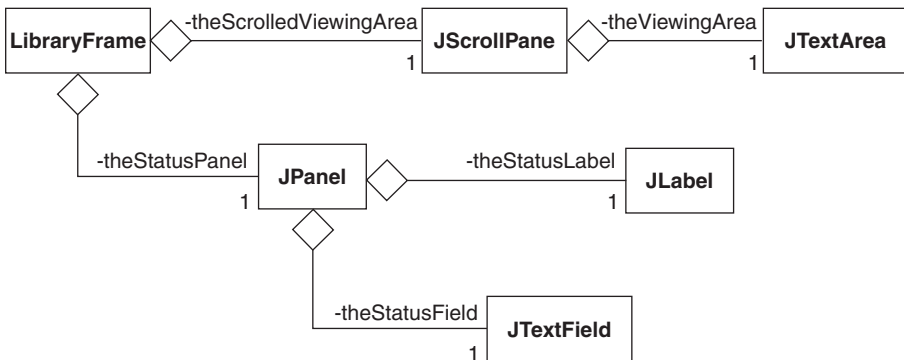 -theScrolledViewingArea
-theViewingArea
LibraryFrame
JScrollPane
JTextArea
1
1
-theStatusPanel
-theStatusLabel
JPanel
JLabel
1
1
-theStatusField
JTextField
1